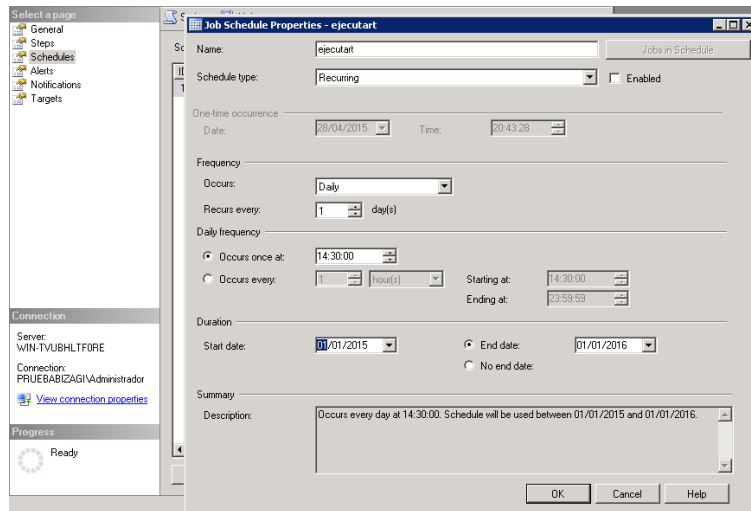 Select a page
General
Steps
Schedules
Alerts
Notifications
Targets
Connection
Server:
WIN-TVUBHLTF0RE
Connection:
PRUEBABIZAGI\Administrador
View connection properties
Progress
Ready
Job Schedule Properties - ejecutart
Name:
ejecutart
Jobs in Schedule
Schedule type:
Recurring
Enabled
One-time occurrence
Date:
28/04/2015
Time:
20:43:28
Frequency
Occurs:
Daily
Recurs every:
1
day(s)
Daily frequency
Occurs once at:
14:30:00
Occurs every:
1
hour(s)
Starting at:
14:30:00
Ending at:
23:59:59
Duration
Start date:
01/01/2015
End date:
01/01/2016
No end date:
Summary
Description:
Occurs every day at 14:30:00. Schedule will be used between 01/01/2015 and 01/01/2016.
OK
Cancel
Help